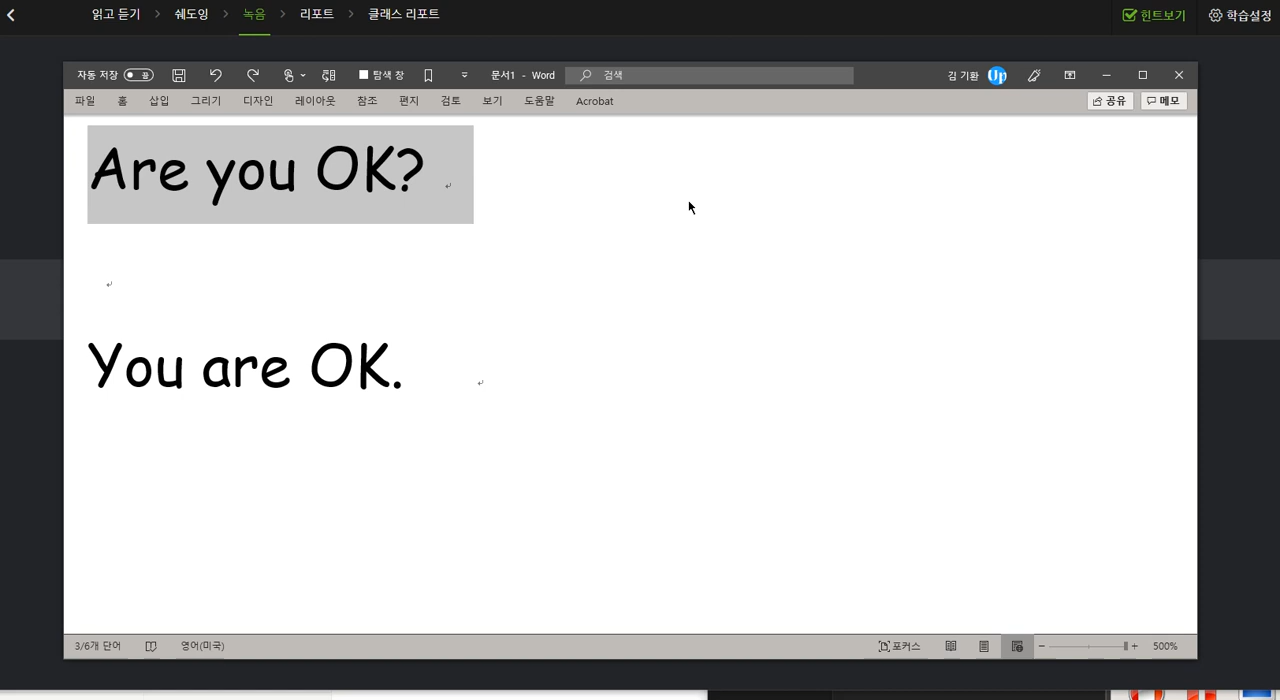 읽고 듣기 쉐도잉 녹음 리포트 클래스 리포트 힌트보기 학습설정
자동 저장 끔 탐색 창 문서1 - Word 검색 김 기환 Up
파일 홈 삽입 그리기 디자인 레이아웃 참조 편지 검토 보기 도움말 Acrobat 공유 메모
Are you OK?
You are OK.
3/6개 단어 영어(미국) 포커스 500%